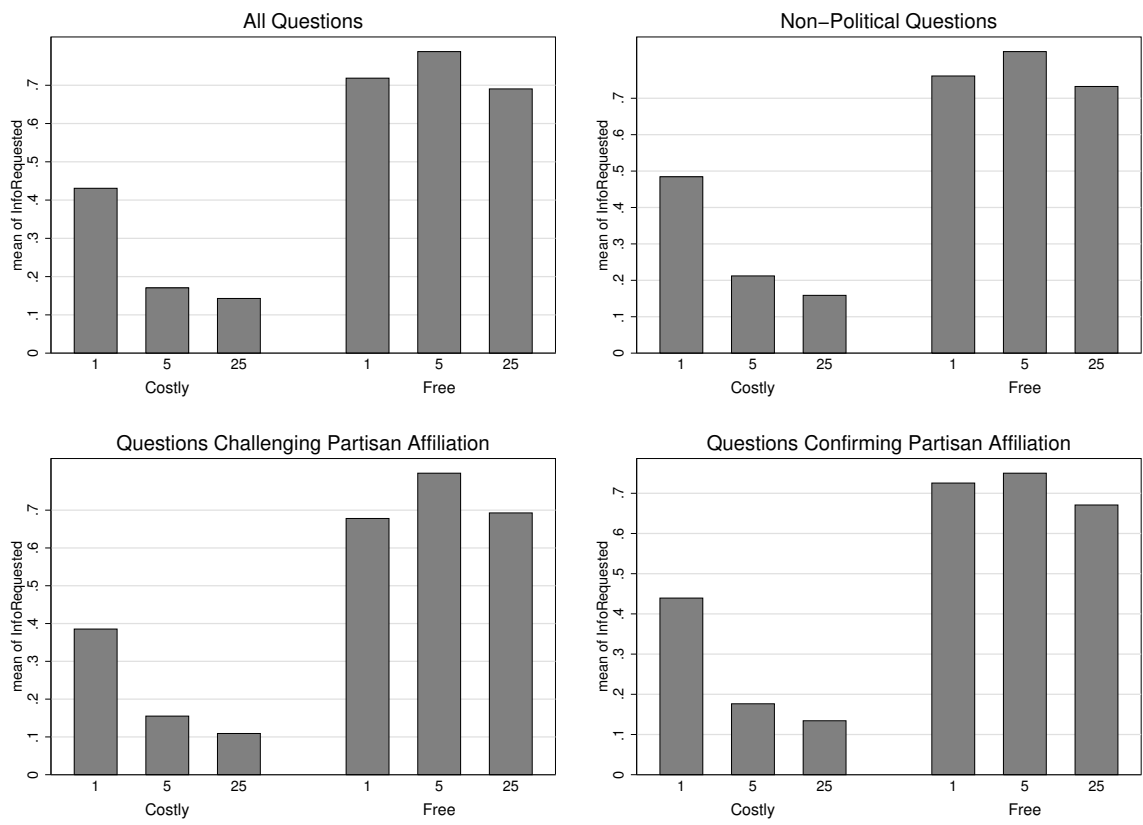 All Questions
mean of InfoRequested
0 .1 .2 .3 .4 .5 .6 .7
1 5 25 1 5 25
Costly Free
Non−Political Questions
mean of InfoRequested
0 .1 .2 .3 .4 .5 .6 .7
1 5 25 1 5 25
Costly Free
Questions Challenging Partisan Affiliation
mean of InfoRequested
0 .1 .2 .3 .4 .5 .6 .7
1 5 25 1 5 25
Costly Free
Questions Confirming Partisan Affiliation
mean of InfoRequested
0 .1 .2 .3 .4 .5 .6 .7
1 5 25 1 5 25
Costly Free